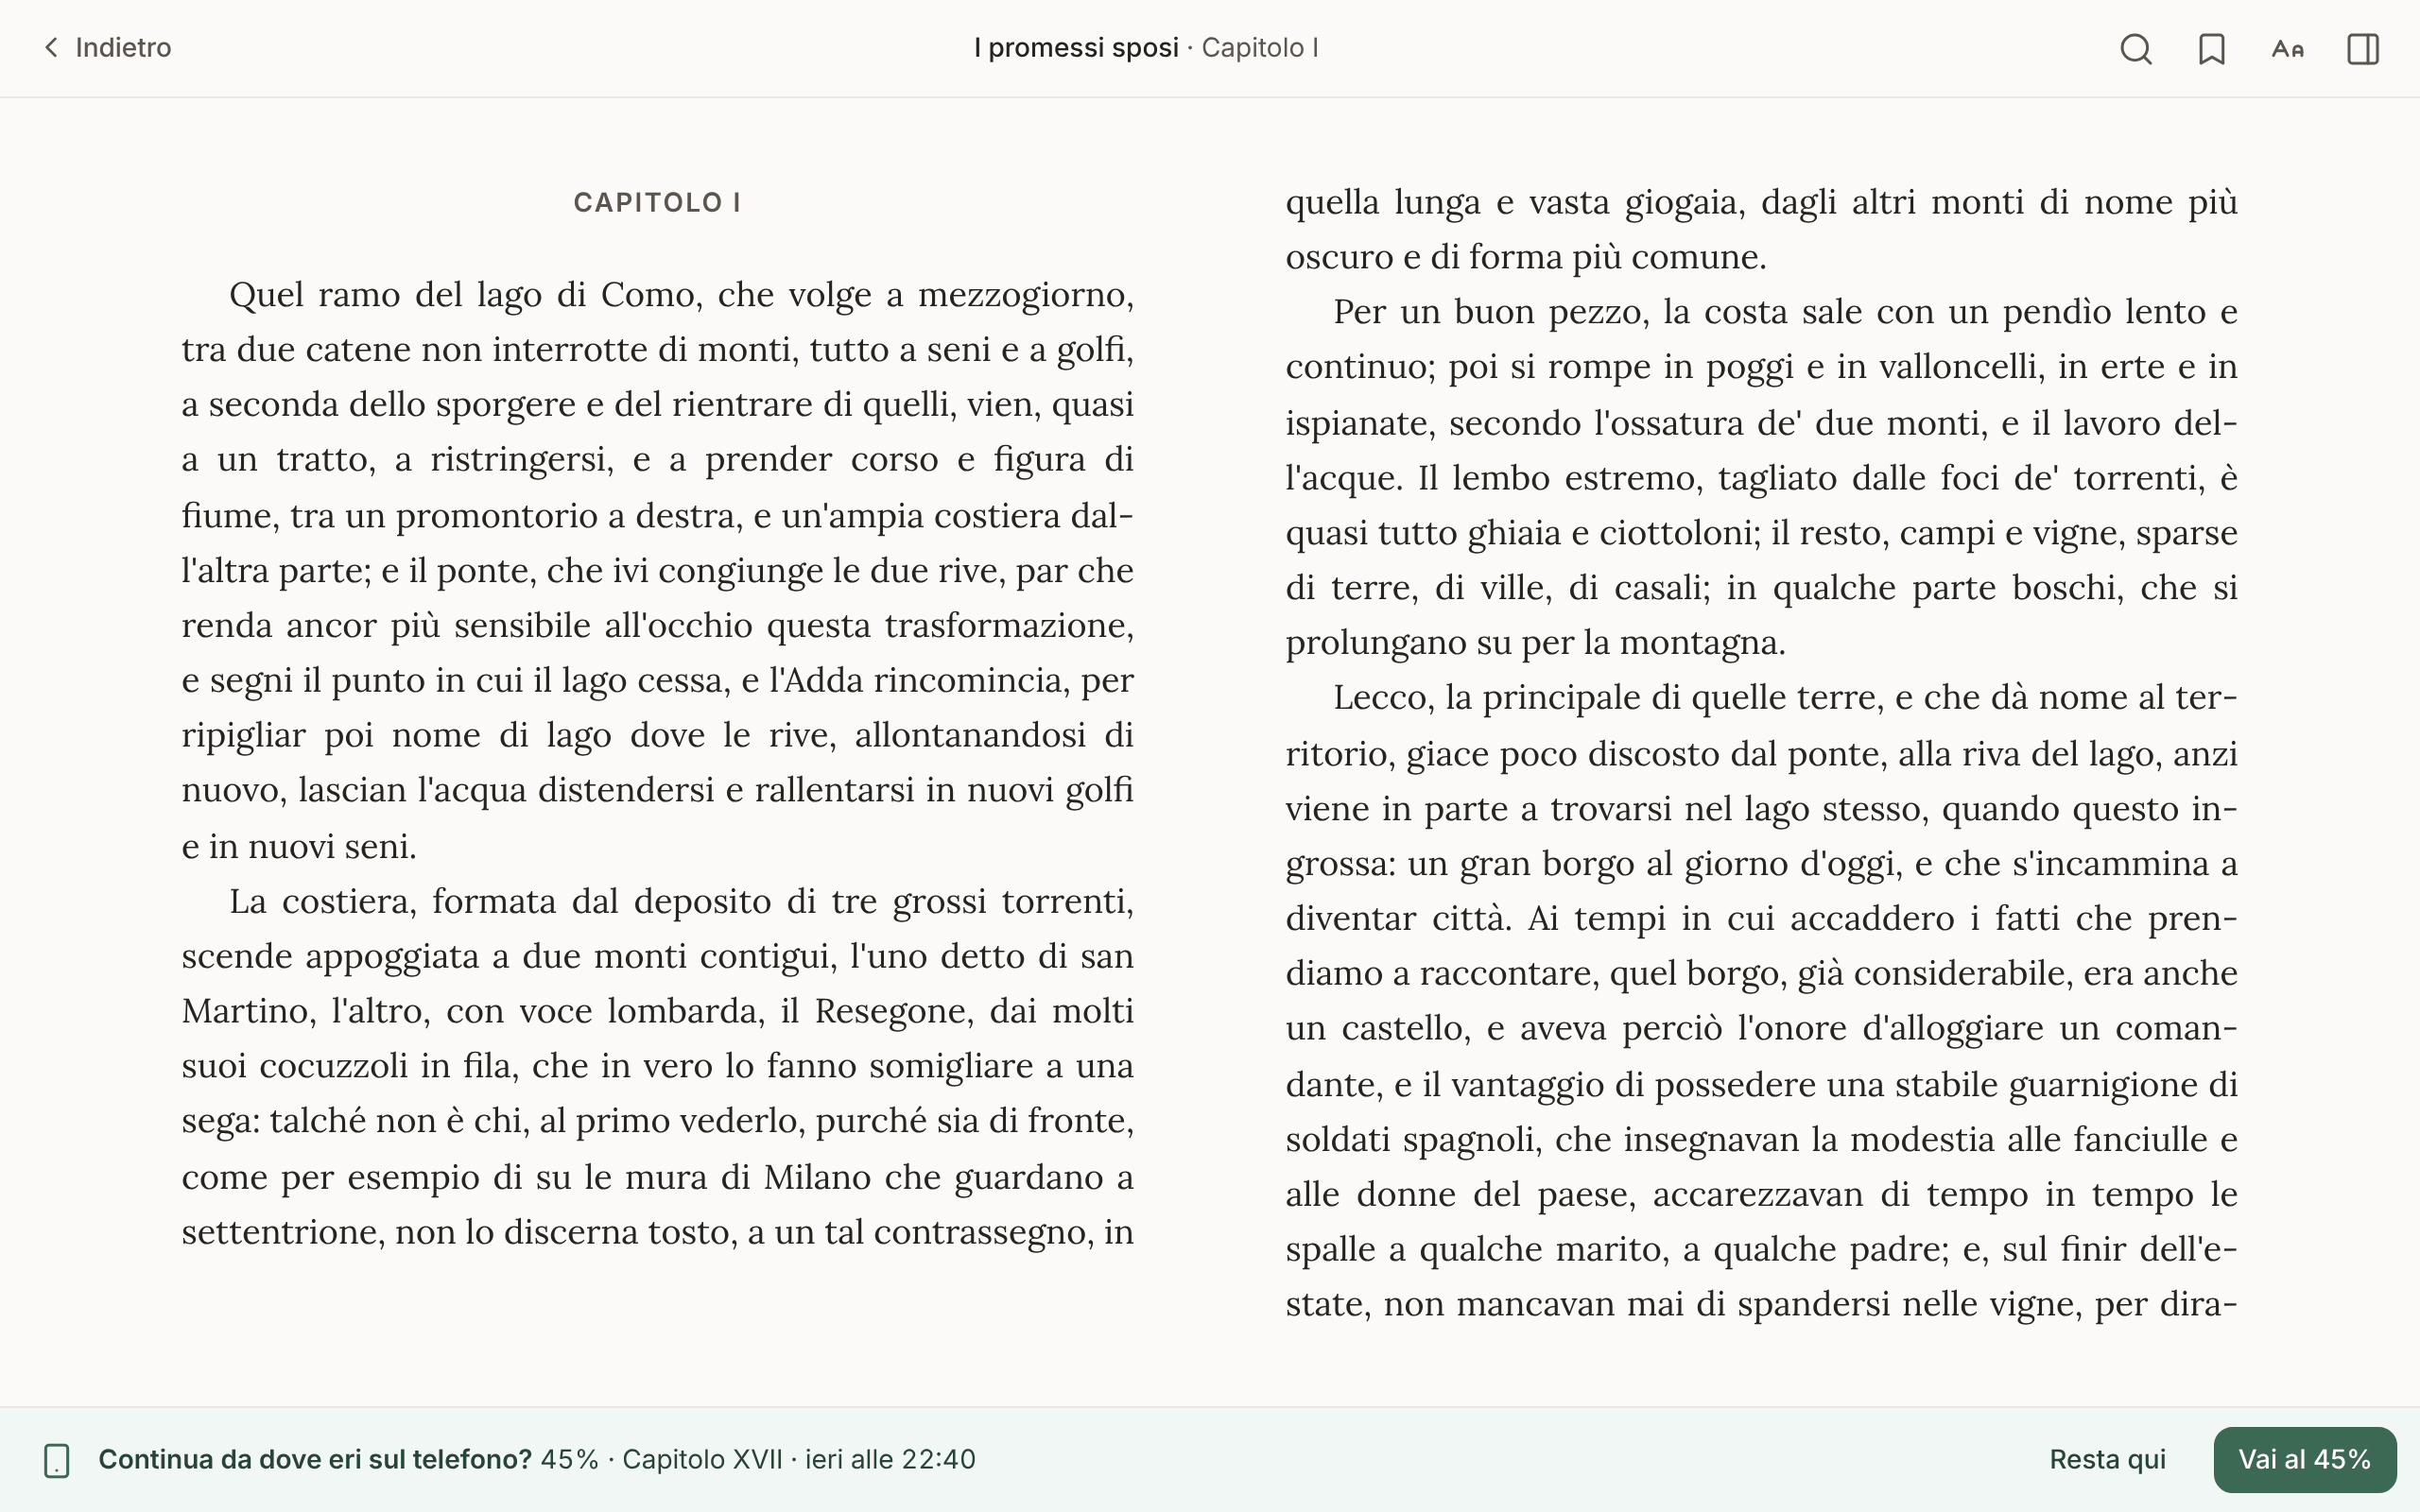 Indietro
I promessi sposi · Capitolo I
Aa
CAPITOLO I
Quel ramo del lago di Como, che volge a mezzogiorno,
tra due catene non interrotte di monti, tutto a seni e a golfi,
a seconda dello sporgere e del rientrare di quelli, vien, quasi
a un tratto, a ristringersi, e a prender corso e figura di
fiume, tra un promontorio a destra, e un'ampia costiera dal-
l'altra parte; e il ponte, che ivi congiunge le due rive, par che
renda ancor più sensibile all'occhio questa trasformazione,
e segni il punto in cui il lago cessa, e l'Adda rincomincia, per
ripigliar poi nome di lago dove le rive, allontanandosi di
nuovo, lascian l'acqua distendersi e rallentarsi in nuovi golfi
e in nuovi seni.
La costiera, formata dal deposito di tre grossi torrenti,
scende appoggiata a due monti contigui, l'uno detto di san
Martino, l'altro, con voce lombarda, il Resegone, dai molti
suoi cocuzzoli in fila, che in vero lo fanno somigliare a una
sega: talché non è chi, al primo vederlo, purché sia di fronte,
come per esempio di su le mura di Milano che guardano a
settentrione, non lo discerna tosto, a un tal contrassegno, in
quella lunga e vasta giogaia, dagli altri monti di nome più
oscuro e di forma più comune.
Per un buon pezzo, la costa sale con un pendìo lento e
continuo; poi si rompe in poggi e in valloncelli, in erte e in
ispianate, secondo l'ossatura de' due monti, e il lavoro del-
l'acque. Il lembo estremo, tagliato dalle foci de' torrenti, è
quasi tutto ghiaia e ciottoloni; il resto, campi e vigne, sparse
di terre, di ville, di casali; in qualche parte boschi, che si
prolungano su per la montagna.
Lecco, la principale di quelle terre, e che dà nome al ter-
ritorio, giace poco discosto dal ponte, alla riva del lago, anzi
viene in parte a trovarsi nel lago stesso, quando questo in-
grossa: un gran borgo al giorno d'oggi, e che s'incammina a
diventar città. Ai tempi in cui accaddero i fatti che pren-
diamo a raccontare, quel borgo, già considerabile, era anche
un castello, e aveva perciò l'onore d'alloggiare un coman-
dante, e il vantaggio di possedere una stabile guarnigione di
soldati spagnoli, che insegnavan la modestia alle fanciulle e
alle donne del paese, accarezzavan di tempo in tempo le
spalle a qualche marito, a qualche padre; e, sul finir dell'e-
state, non mancavan mai di spandersi nelle vigne, per dira-
Continua da dove eri sul telefono? 45% · Capitolo XVII · ieri alle 22:40
Resta qui
Vai al 45%